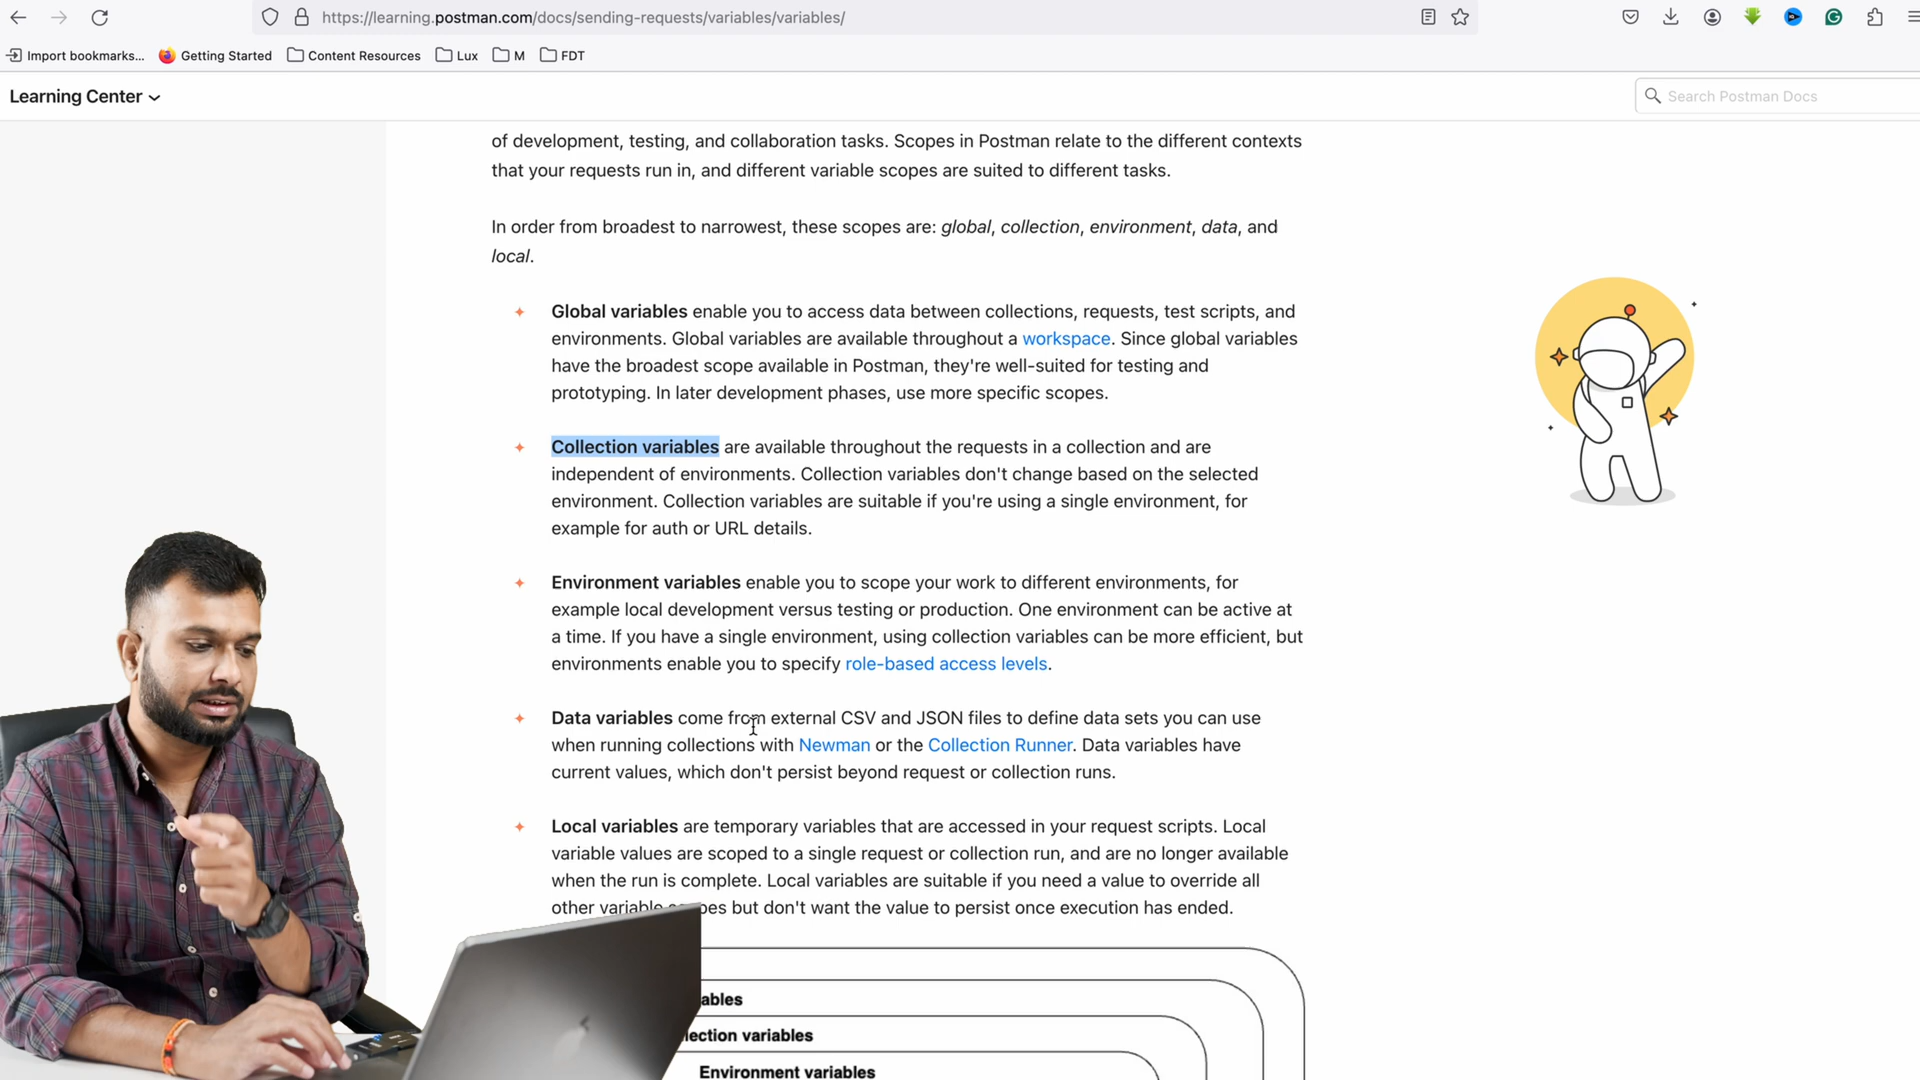 https://learning.postman.com/docs/sending-requests/variables/variables/
Import bookmarks... Getting Started Content Resources Lux M FDT
Learning Center
Search Postman Docs
of development, testing, and collaboration tasks. Scopes in Postman relate to the different contexts
that your requests run in, and different variable scopes are suited to different tasks.
In order from broadest to narrowest, these scopes are: global, collection, environment, data, and
local.
Global variables enable you to access data between collections, requests, test scripts, and
environments. Global variables are available throughout a workspace. Since global variables
have the broadest scope available in Postman, they're well-suited for testing and
prototyping. In later development phases, use more specific scopes.
Collection variables are available throughout the requests in a collection and are
independent of environments. Collection variables don't change based on the selected
environment. Collection variables are suitable if you're using a single environment, for
example for auth or URL details.
Environment variables enable you to scope your work to different environments, for
example local development versus testing or production. One environment can be active at
a time. If you have a single environment, using collection variables can be more efficient, but
environments enable you to specify role-based access levels.
Data variables come from external CSV and JSON files to define data sets you can use
when running collections with Newman or the Collection Runner. Data variables have
current values, which don't persist beyond request or collection runs.
Local variables are temporary variables that are accessed in your request scripts. Local
variable values are scoped to a single request or collection run, and are no longer available
when the run is complete. Local variables are suitable if you need a value to override all
other variable pes but don't want the value to persist once execution has ended.
ables
lection variables
Environment variables